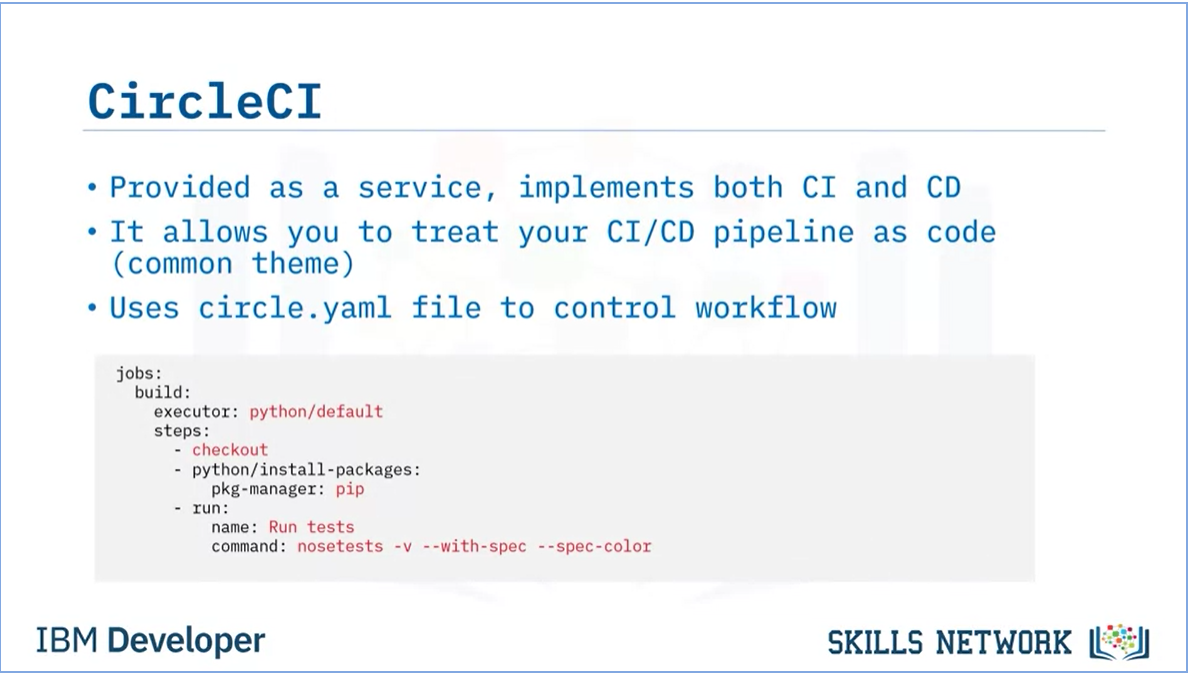 CircleCI
• Provided as a service, implements both CI and CD
• It allows you to treat your CI/CD pipeline as code
(common theme)
• Uses circle.yaml file to control workflow
jobs:
  build:
    executor: python/default
    steps:
      - checkout
      - python/install-packages:
          pkg-manager: pip
      - run:
          name: Run tests
          command: nosetests -v --with-spec --spec-color
IBM Developer
SKILLS NETWORK